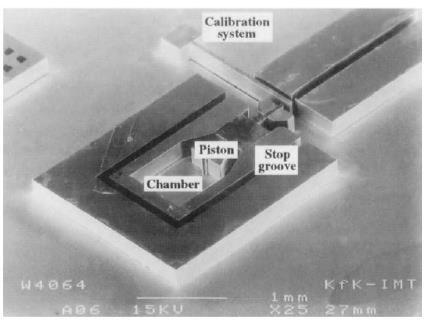 Calibration
system
Piston
Stop
groove
Chamber
W4064 KfK-IMT
1mm
A06 15KV X25 27mm